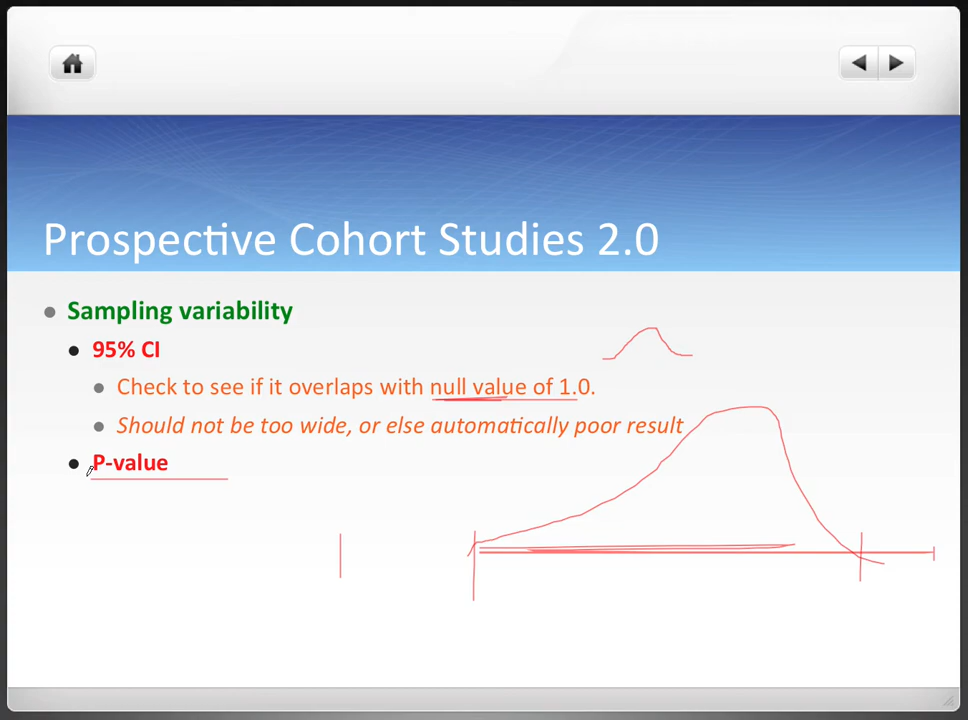 Prospective Cohort Studies 2.0
Sampling variability
95% CI
Check to see if it overlaps with null value of 1.0.
Should not be too wide, or else automatically poor result
P-value